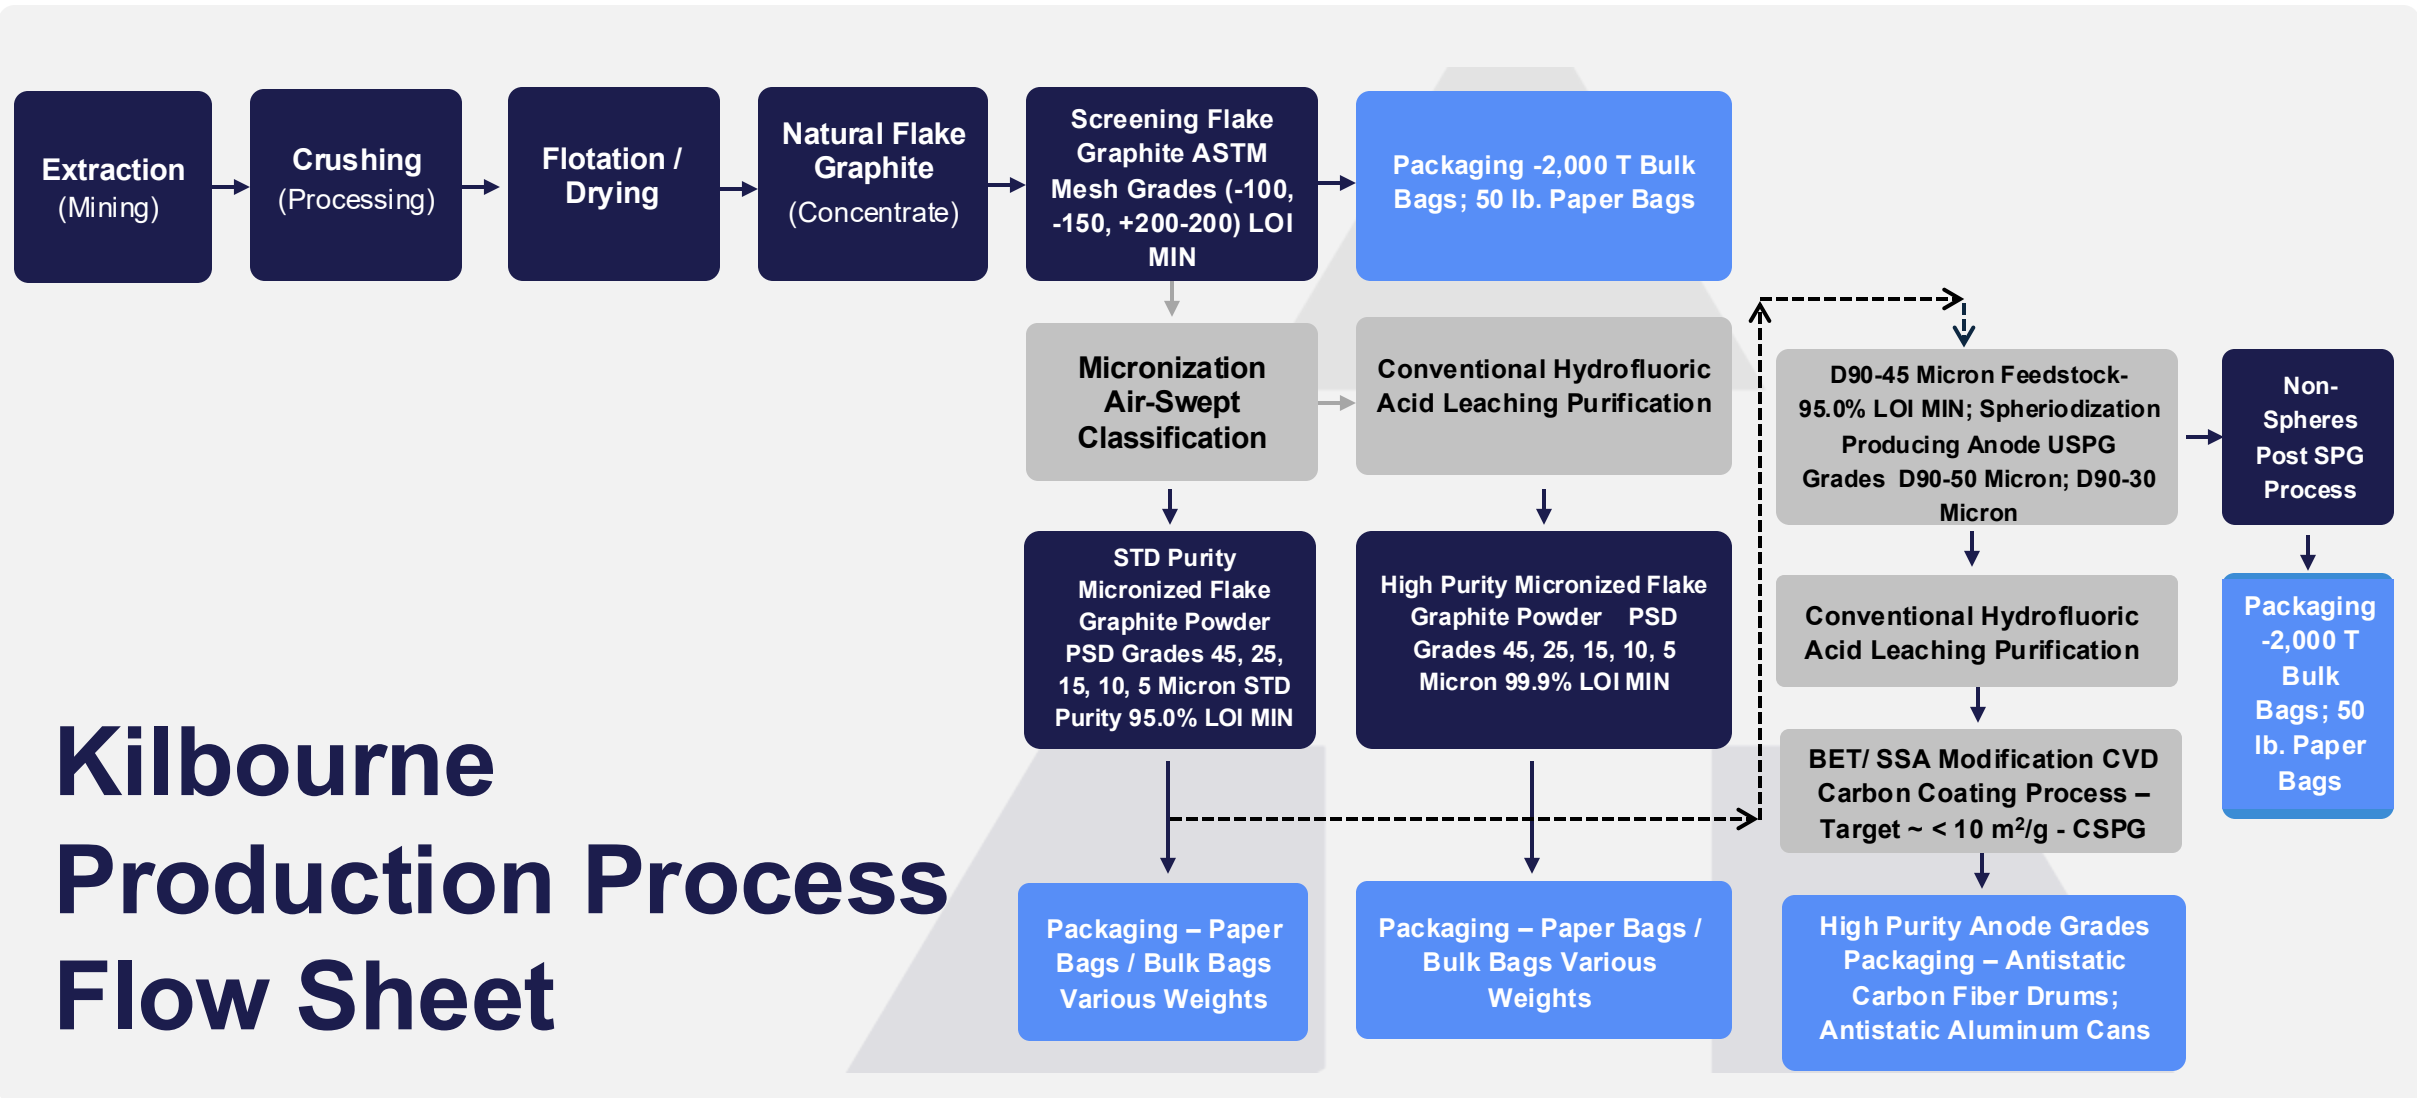 Extraction
(Mining)
Crushing
(Processing)
Flotation /
Drying
Natural Flake
Graphite
(Concentrate)
Screening Flake
Graphite ASTM
Mesh Grades (-100,
-150, +200-200) LOI
MIN
Packaging -2,000 T Bulk
Bags; 50 lb. Paper Bags
Micronization
Air-Swept
Classification
Conventional Hydrofluoric
Acid Leaching Purification
D90-45 Micron Feedstock-
95.0% LOI MIN; Spheriodization
Producing Anode USPG
Grades D90-50 Micron; D90-30
Micron
Non-
Spheres
Post SPG
Process
STD Purity
Micronized Flake
Graphite Powder
PSD Grades 45, 25,
15, 10, 5 Micron STD
Purity 95.0% LOI MIN
High Purity Micronized Flake
Graphite Powder PSD
Grades 45, 25, 15, 10, 5
Micron 99.9% LOI MIN
Conventional Hydrofluoric
Acid Leaching Purification
Packaging
-2,000 T
Bulk
Bags; 50
lb. Paper
Bags
BET/ SSA Modification CVD
Carbon Coating Process –
Target ~ < 10 m²/g - CSPG
Packaging – Paper
Bags / Bulk Bags
Various Weights
Packaging – Paper Bags /
Bulk Bags Various
Weights
High Purity Anode Grades
Packaging – Antistatic
Carbon Fiber Drums;
Antistatic Aluminum Cans
Kilbourne
Production Process
Flow Sheet